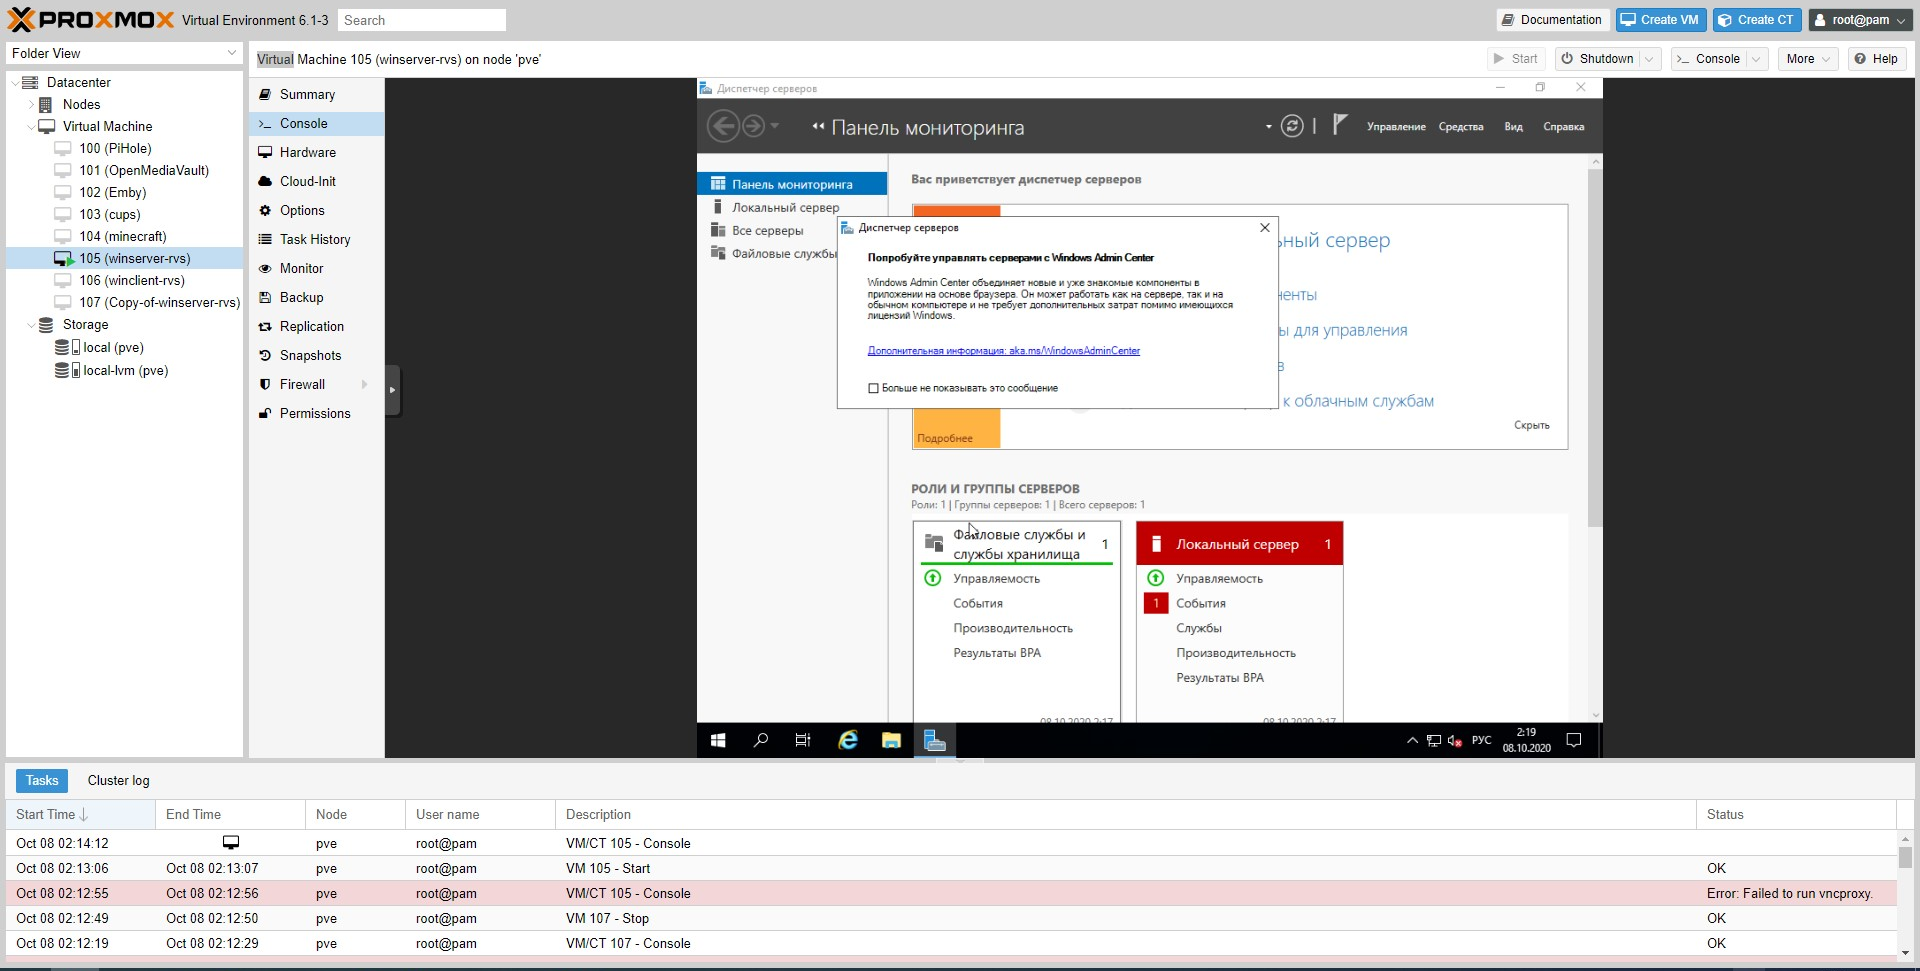 PROXMOX Virtual Environment 6.1-3 Search Documentation Create VM Create CT root@pam
Folder View
Virtual Machine 105 (winserver-rvs) on node 'pve' Start Shutdown Console More Help
Datacenter
Nodes
Virtual Machine
100 (PiHole)
101 (OpenMediaVault)
102 (Emby)
103 (cups)
104 (minecraft)
105 (winserver-rvs)
106 (winclient-rvs)
107 (Copy-of-winserver-rvs)
Storage
local (pve)
local-lvm (pve)
Summary
Console
Hardware
Cloud-Init
Options
Task History
Monitor
Backup
Replication
Snapshots
Firewall
Permissions
Диспетчер серверов
Панель мониторинга
Управление Средства Вид Справка
Панель мониторинга
Локальный сервер
Все серверы
Файловые службы
Вас приветствует диспетчер серверов
ный сервер
ненты
ы для управления
в
к облачным службам
Подробнее
Скрыть
Диспетчер серверов
Попробуйте управлять серверами с Windows Admin Center
Windows Admin Center объединяет новые и уже знакомые компоненты в
приложении на основе браузера. Он может работать как на сервере, так и на
обычном компьютере и не требует дополнительных затрат помимо имеющихся
лицензий Windows.
Дополнительная информация: aka.ms/WindowsAdminCenter
Больше не показывать это сообщение
РОЛИ И ГРУППЫ СЕРВЕРОВ
Роли: 1 | Группы серверов: 1 | Всего серверов: 1
Файловые службы и
службы хранилища 1
Управляемость
События
Производительность
Результаты BPA
08.10.2020 2:17
Локальный сервер 1
Управляемость
1 События
Службы
Производительность
Результаты BPA
08.10.2020 2:17
РУС
2:19
08.10.2020
Tasks Cluster log
Start Time End Time Node User name Description Status
Oct 08 02:14:12 pve root@pam VM/CT 105 - Console
Oct 08 02:13:06 Oct 08 02:13:07 pve root@pam VM 105 - Start OK
Oct 08 02:12:55 Oct 08 02:12:56 pve root@pam VM/CT 105 - Console Error: Failed to run vncproxy.
Oct 08 02:12:49 Oct 08 02:12:50 pve root@pam VM 107 - Stop OK
Oct 08 02:12:19 Oct 08 02:12:29 pve root@pam VM/CT 107 - Console OK